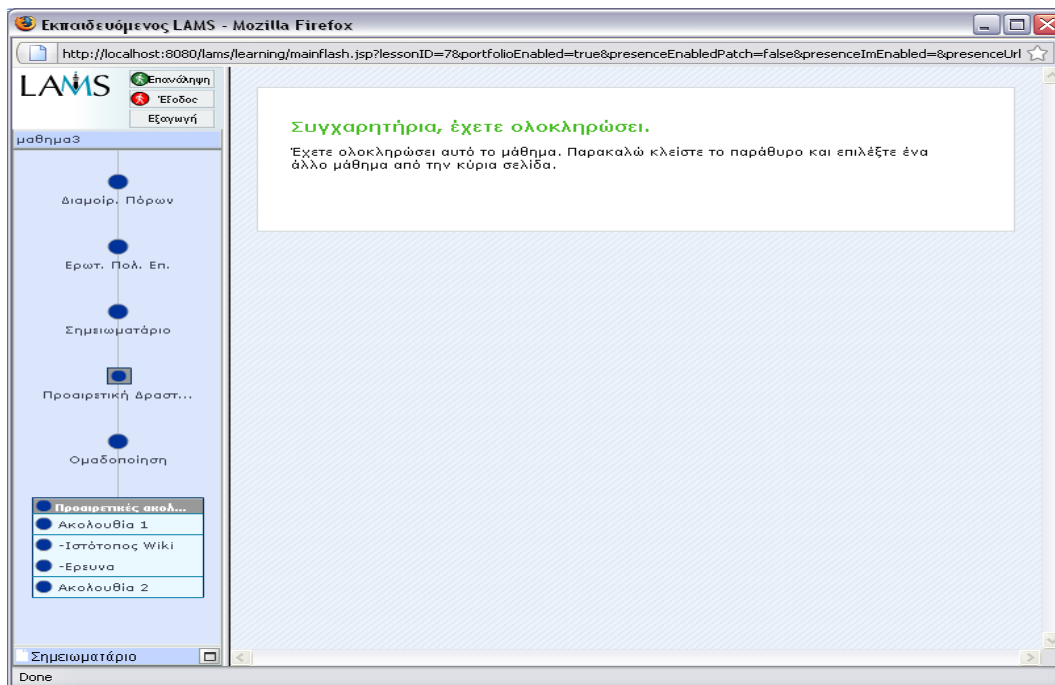 Εκπαιδευόμενος LAMS - Mozilla Firefox
http://localhost:8080/lams/learning/mainflash.jsp?lessonID=7&portfolioEnabled=true&presenceEnabledPatch=false&presenceImEnabled=&presenceUrl
LAMS
Επανάληψη
Έξοδος
Εξαγωγή
μαθημα3
Διαμοίρ. Πόρων
Ερωτ. Πολ. Επ.
Σημειωματάριο
Προαιρετική Δραστ...
Ομαδοποίηση
Προαιρετικές ακολ...
Ακολουθία 1
-Ιστότοπος Wiki
-Ερευνα
Ακολουθία 2
Σημειωματάριο
Συγχαρητήρια, έχετε ολοκληρώσει.
Έχετε ολοκληρώσει αυτό το μάθημα. Παρακαλώ κλείστε το παράθυρο και επιλέξτε ένα
άλλο μάθημα από την κύρια σελίδα.
Done